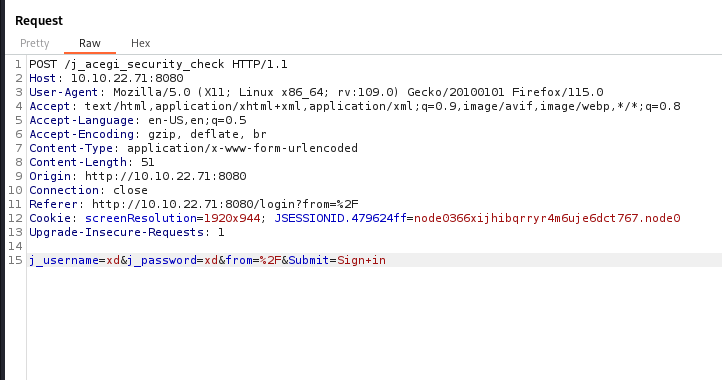 Request
Pretty Raw Hex
1 POST /j_acegi_security_check HTTP/1.1
2 Host: 10.10.22.71:8080
3 User-Agent: Mozilla/5.0 (X11; Linux x86_64; rv:109.0) Gecko/20100101 Firefox/115.0
4 Accept: text/html,application/xhtml+xml,application/xml;q=0.9,image/avif,image/webp,*/*;q=0.8
5 Accept-Language: en-US,en;q=0.5
6 Accept-Encoding: gzip, deflate, br
7 Content-Type: application/x-www-form-urlencoded
8 Content-Length: 51
9 Origin: http://10.10.22.71:8080
10 Connection: close
11 Referer: http://10.10.22.71:8080/login?from=%2F
12 Cookie: screenResolution=1920x944; JSESSIONID.479624ff=node0366xijhibqrryr4m6uje6dct767.node0
13 Upgrade-Insecure-Requests: 1
14
15 j_username=xd&j_password=xd&from=%2F&Submit=Sign+in